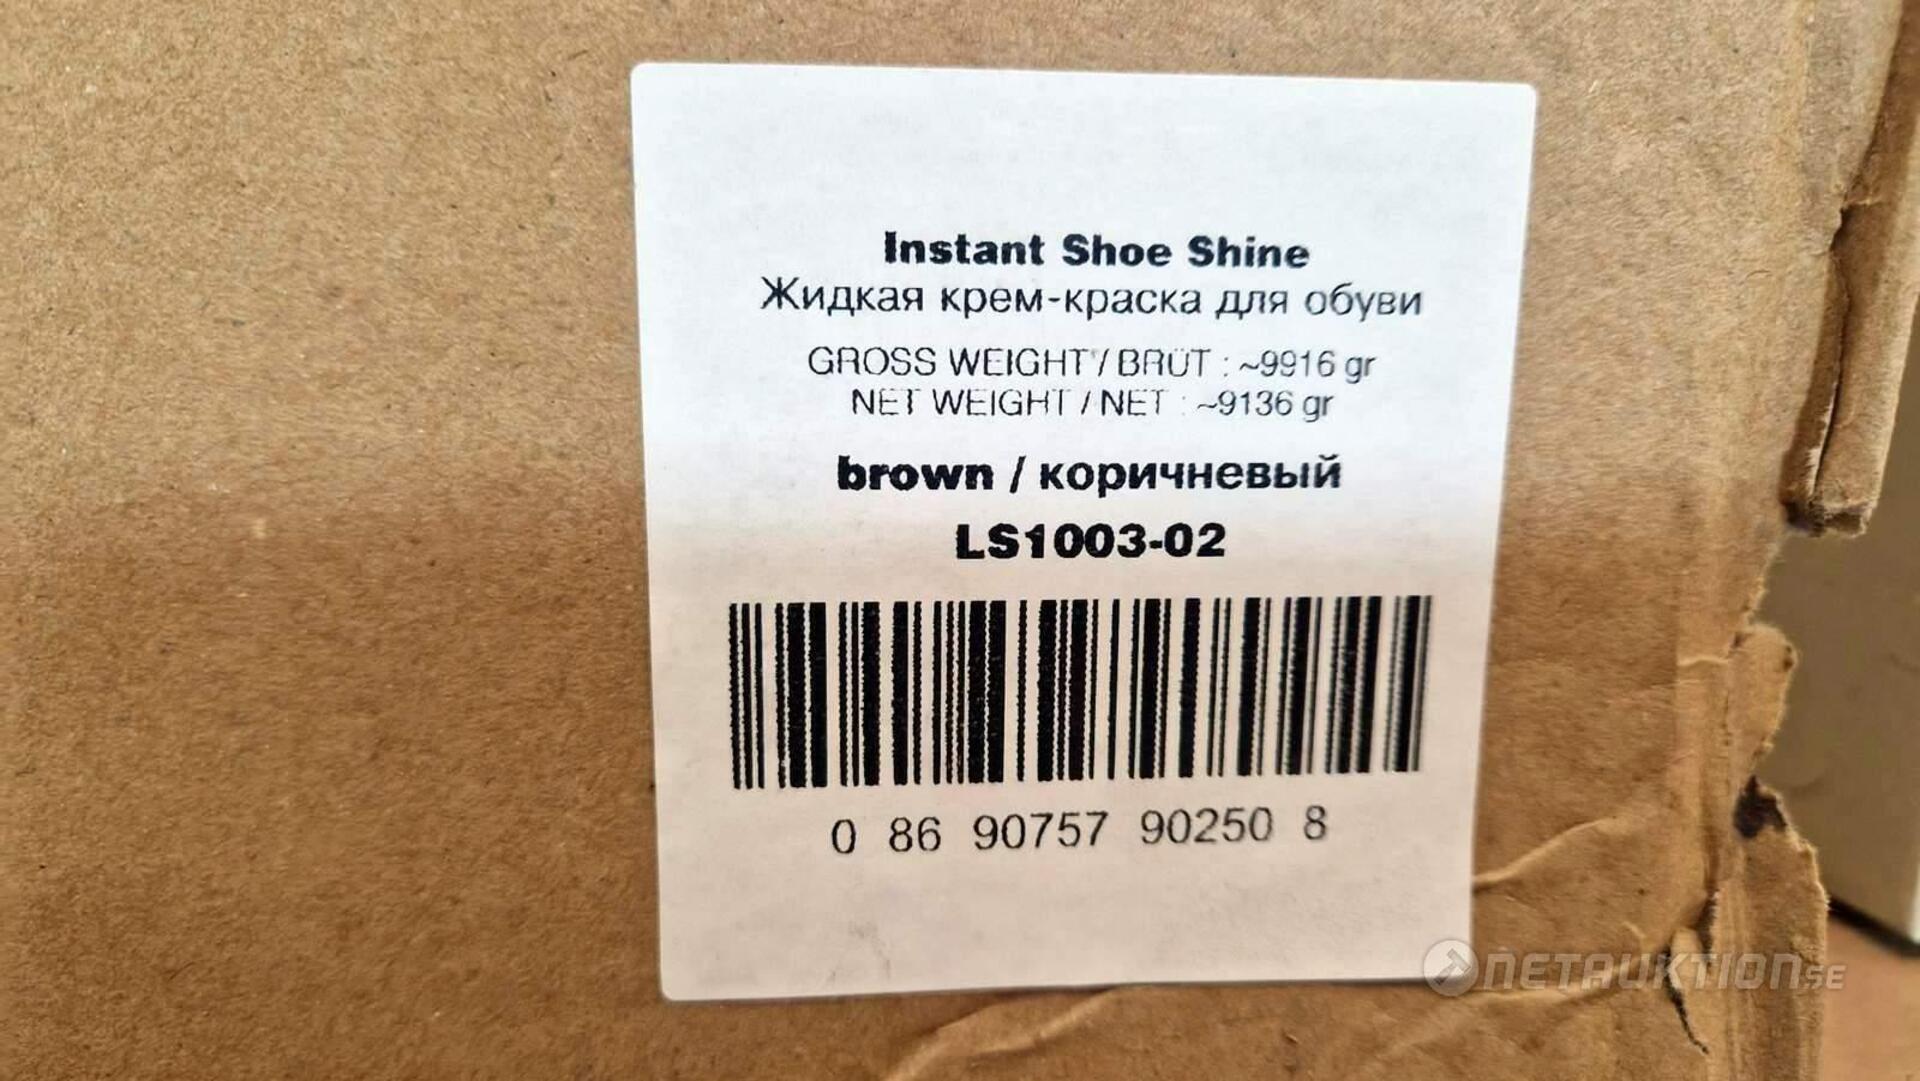 Instant Shoe Shine
Жидкая крем-краска для обуви
GROSS WEIGHT / BRÜT : ~9916 gr
NET WEIGHT / NET : ~9136 gr
brown / коричневый
LS1003-02
0 86 90757 90250 8
NETAUKTION.SE